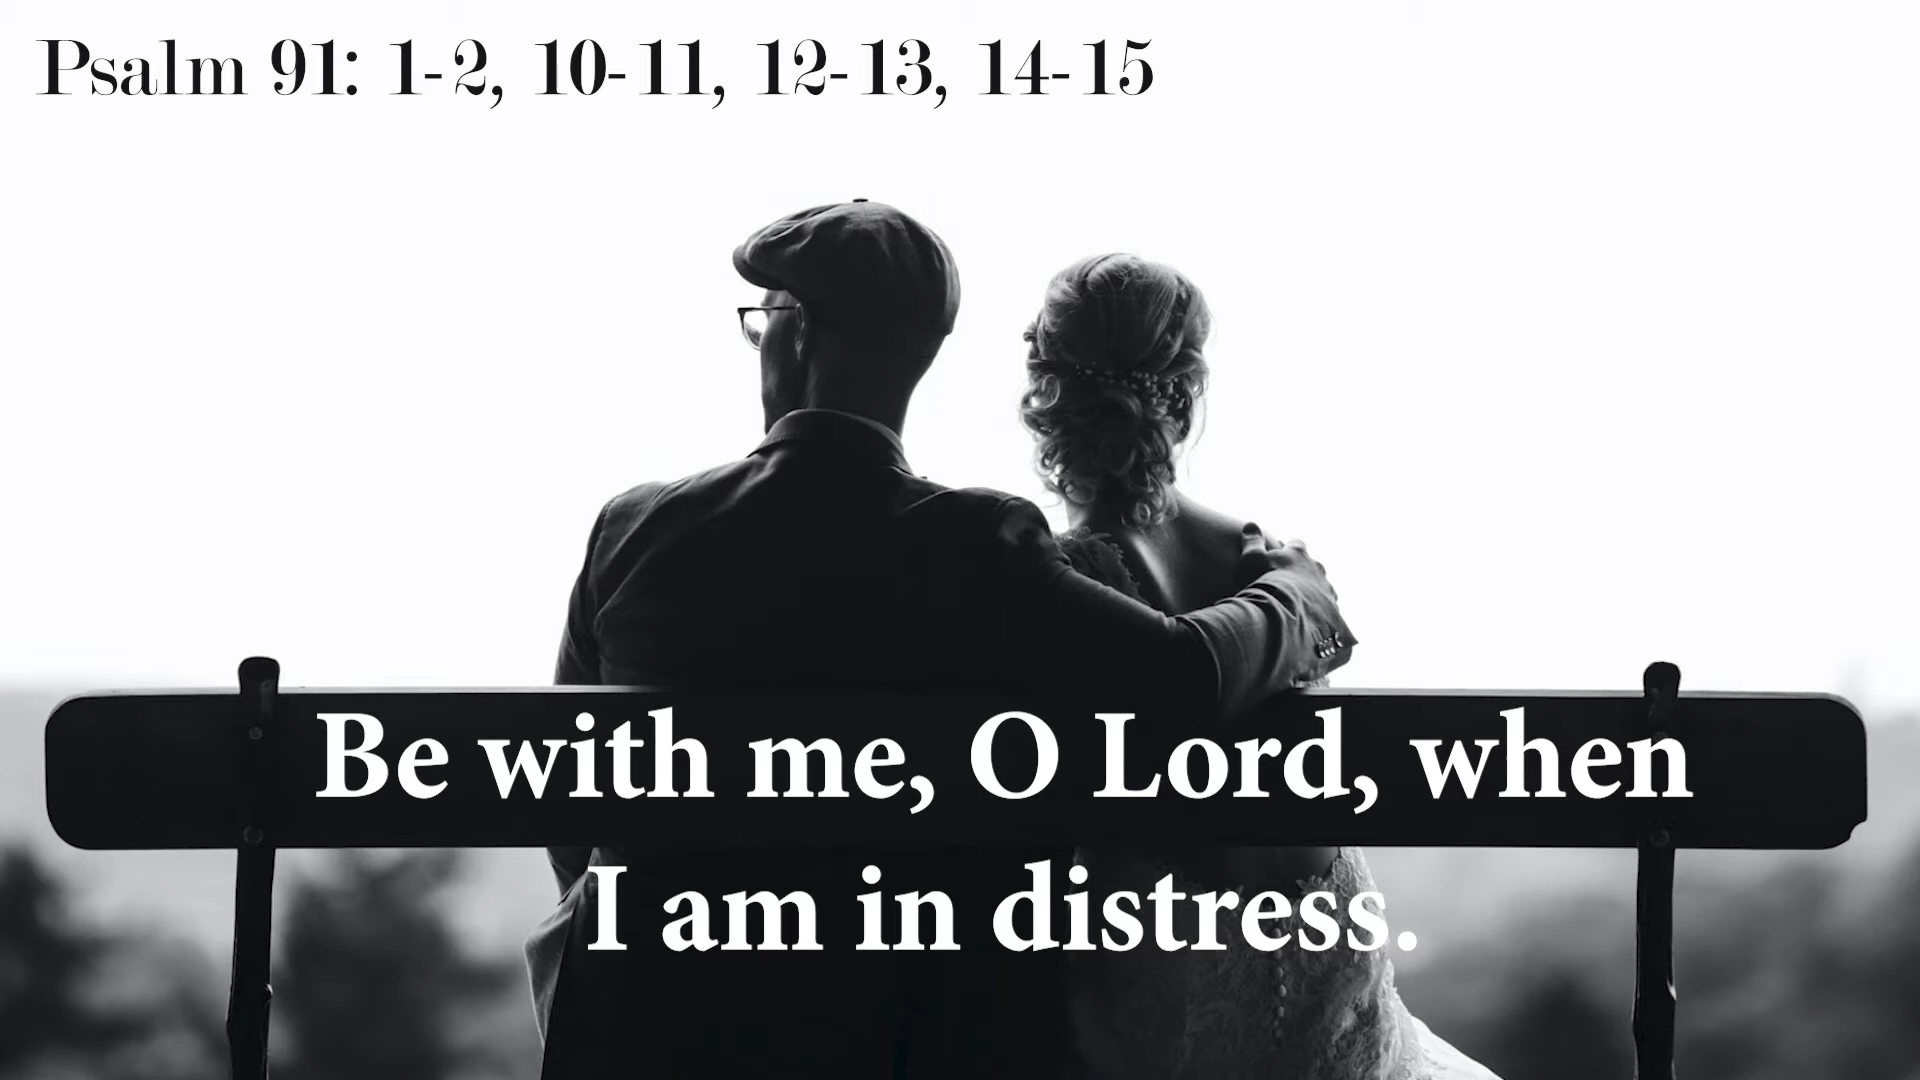 Psalm 91: 1-2, 10-11, 12-13, 14-15
Be with me, O Lord, when
I am in distress.